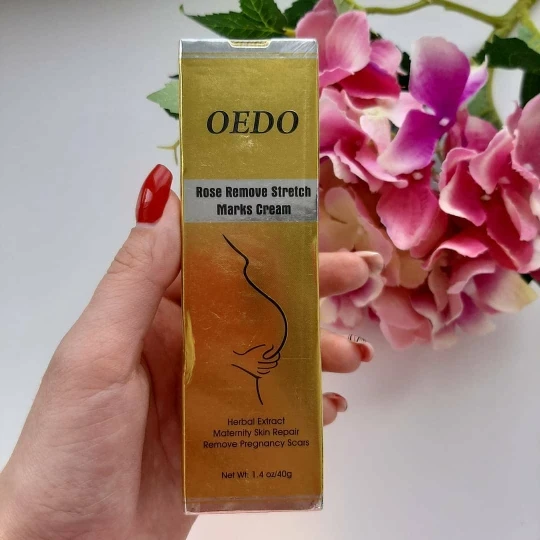 OEDO
Rose Remove Stretch
Marks Cream
Herbal Extract
Maternity Skin Repair
Remove Pregnancy Scars
Net Wt: 1.4 oz/40g